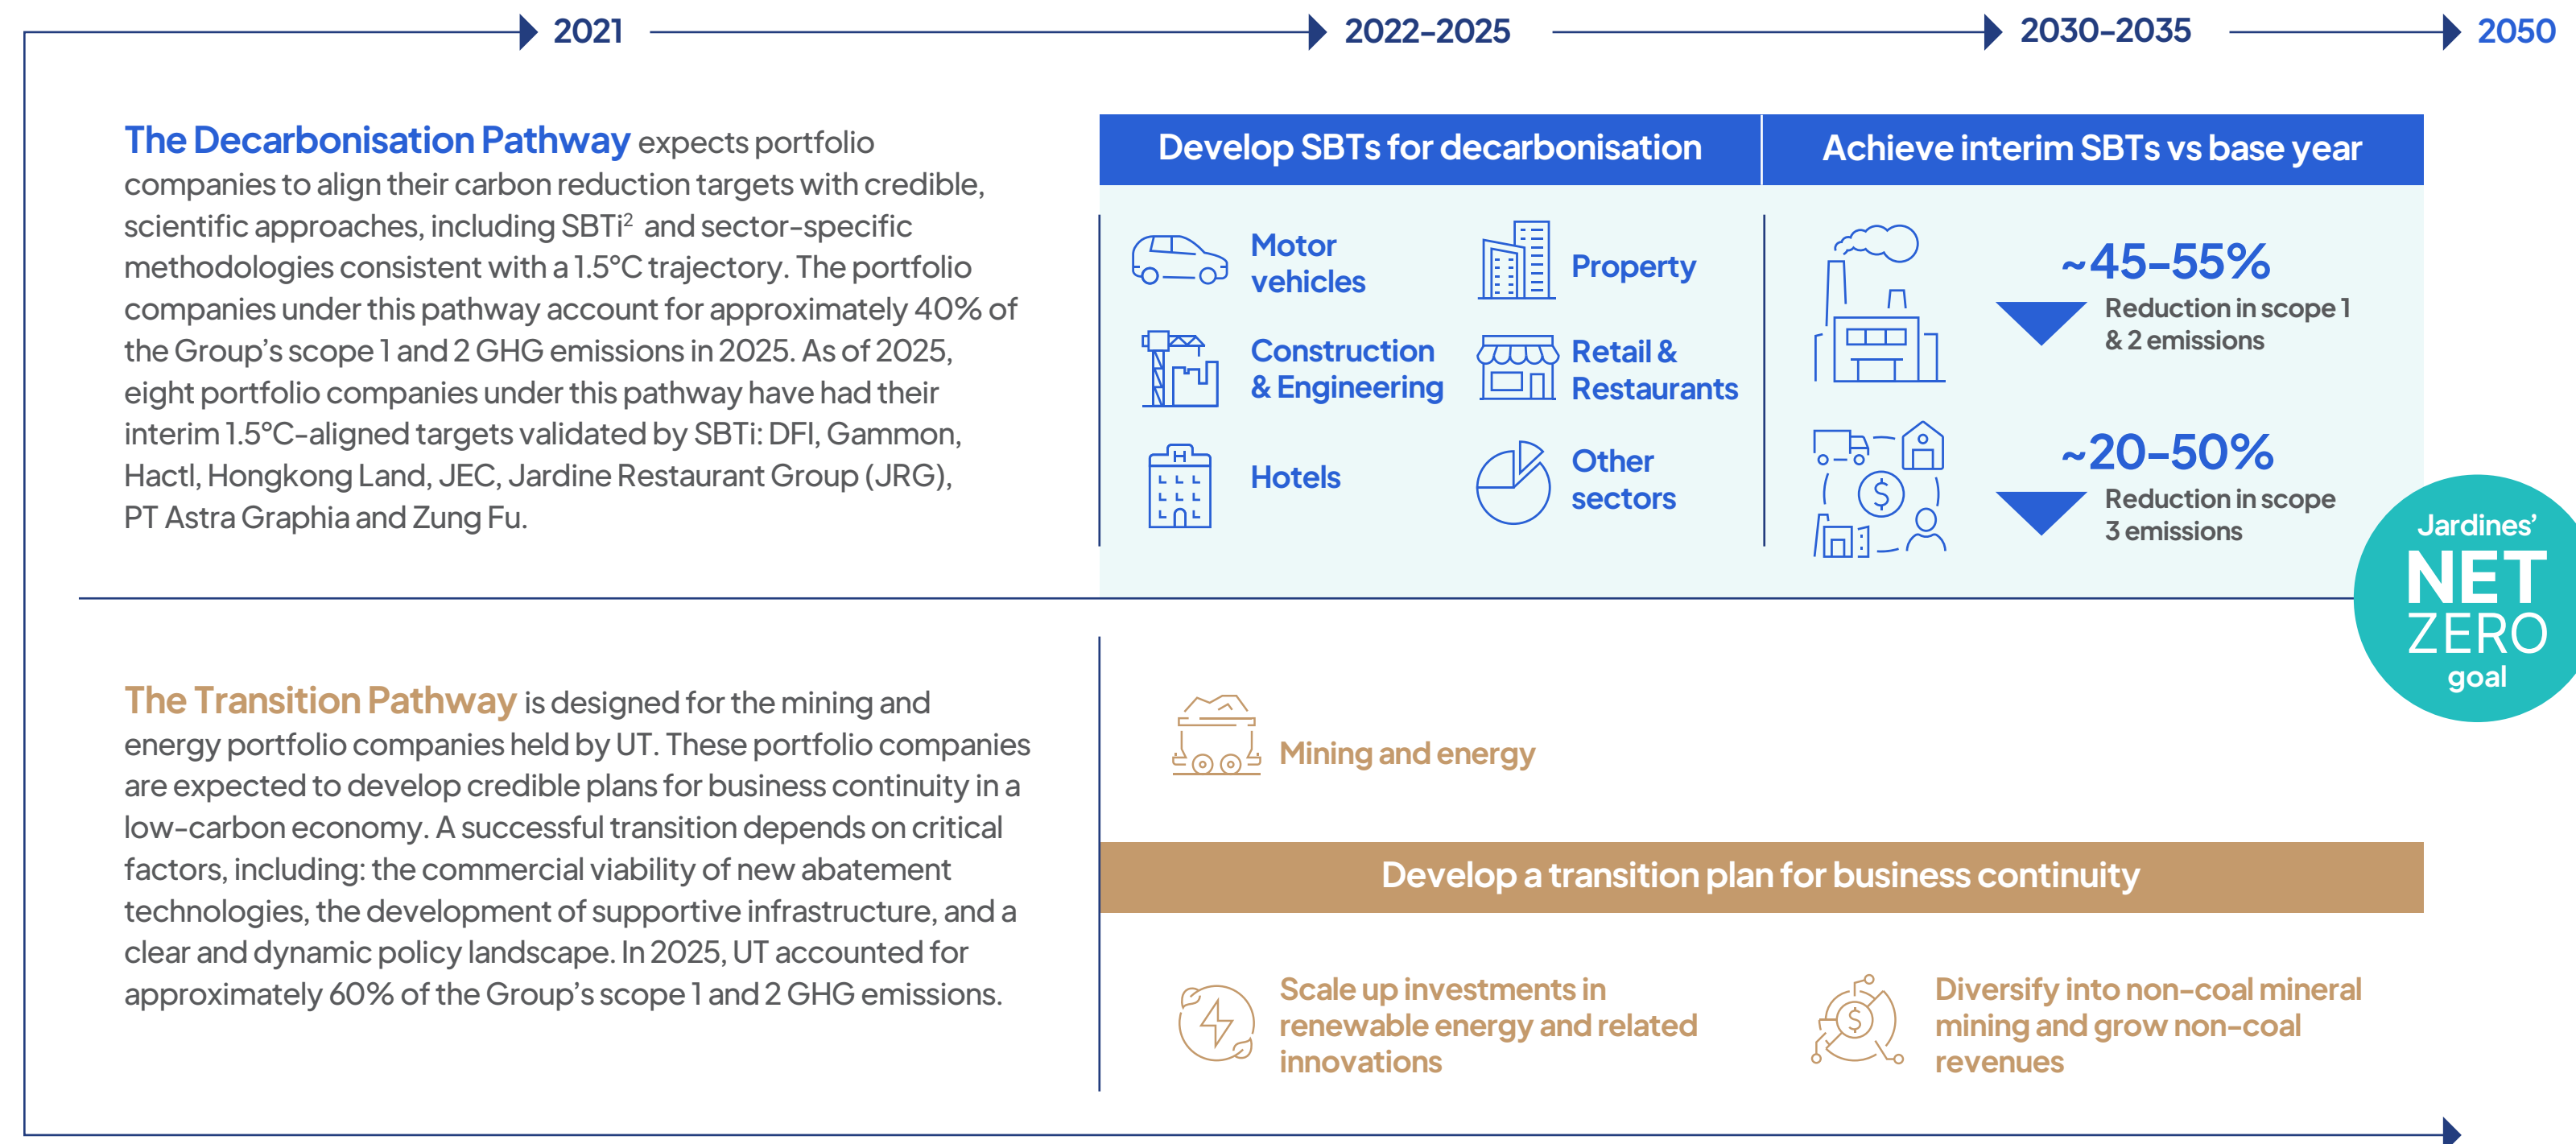 2021
2022–2025
2030–2035
2050
The Decarbonisation Pathway expects portfolio
companies to align their carbon reduction targets with credible,
scientific approaches, including SBTi² and sector-specific
methodologies consistent with a 1.5°C trajectory. The portfolio
companies under this pathway account for approximately 40% of
the Group’s scope 1 and 2 GHG emissions in 2025. As of 2025,
eight portfolio companies under this pathway have had their
interim 1.5°C-aligned targets validated by SBTi: DFI, Gammon,
Hactl, Hongkong Land, JEC, Jardine Restaurant Group (JRG),
PT Astra Graphia and Zung Fu.
Develop SBTs for decarbonisation
Motor
vehicles
Property
Construction
& Engineering
Retail &
Restaurants
H
Hotels
Other
sectors
Achieve interim SBTs vs base year
~45–55%
Reduction in scope 1
& 2 emissions
~20–50%
Reduction in scope
3 emissions
$
Jardines’
NET
ZERO
goal
The Transition Pathway is designed for the mining and
energy portfolio companies held by UT. These portfolio companies
are expected to develop credible plans for business continuity in a
low-carbon economy. A successful transition depends on critical
factors, including: the commercial viability of new abatement
technologies, the development of supportive infrastructure, and a
clear and dynamic policy landscape. In 2025, UT accounted for
approximately 60% of the Group’s scope 1 and 2 GHG emissions.
Mining and energy
Develop a transition plan for business continuity
Scale up investments in
renewable energy and related
innovations
$
Diversify into non-coal mineral
mining and grow non-coal
revenues